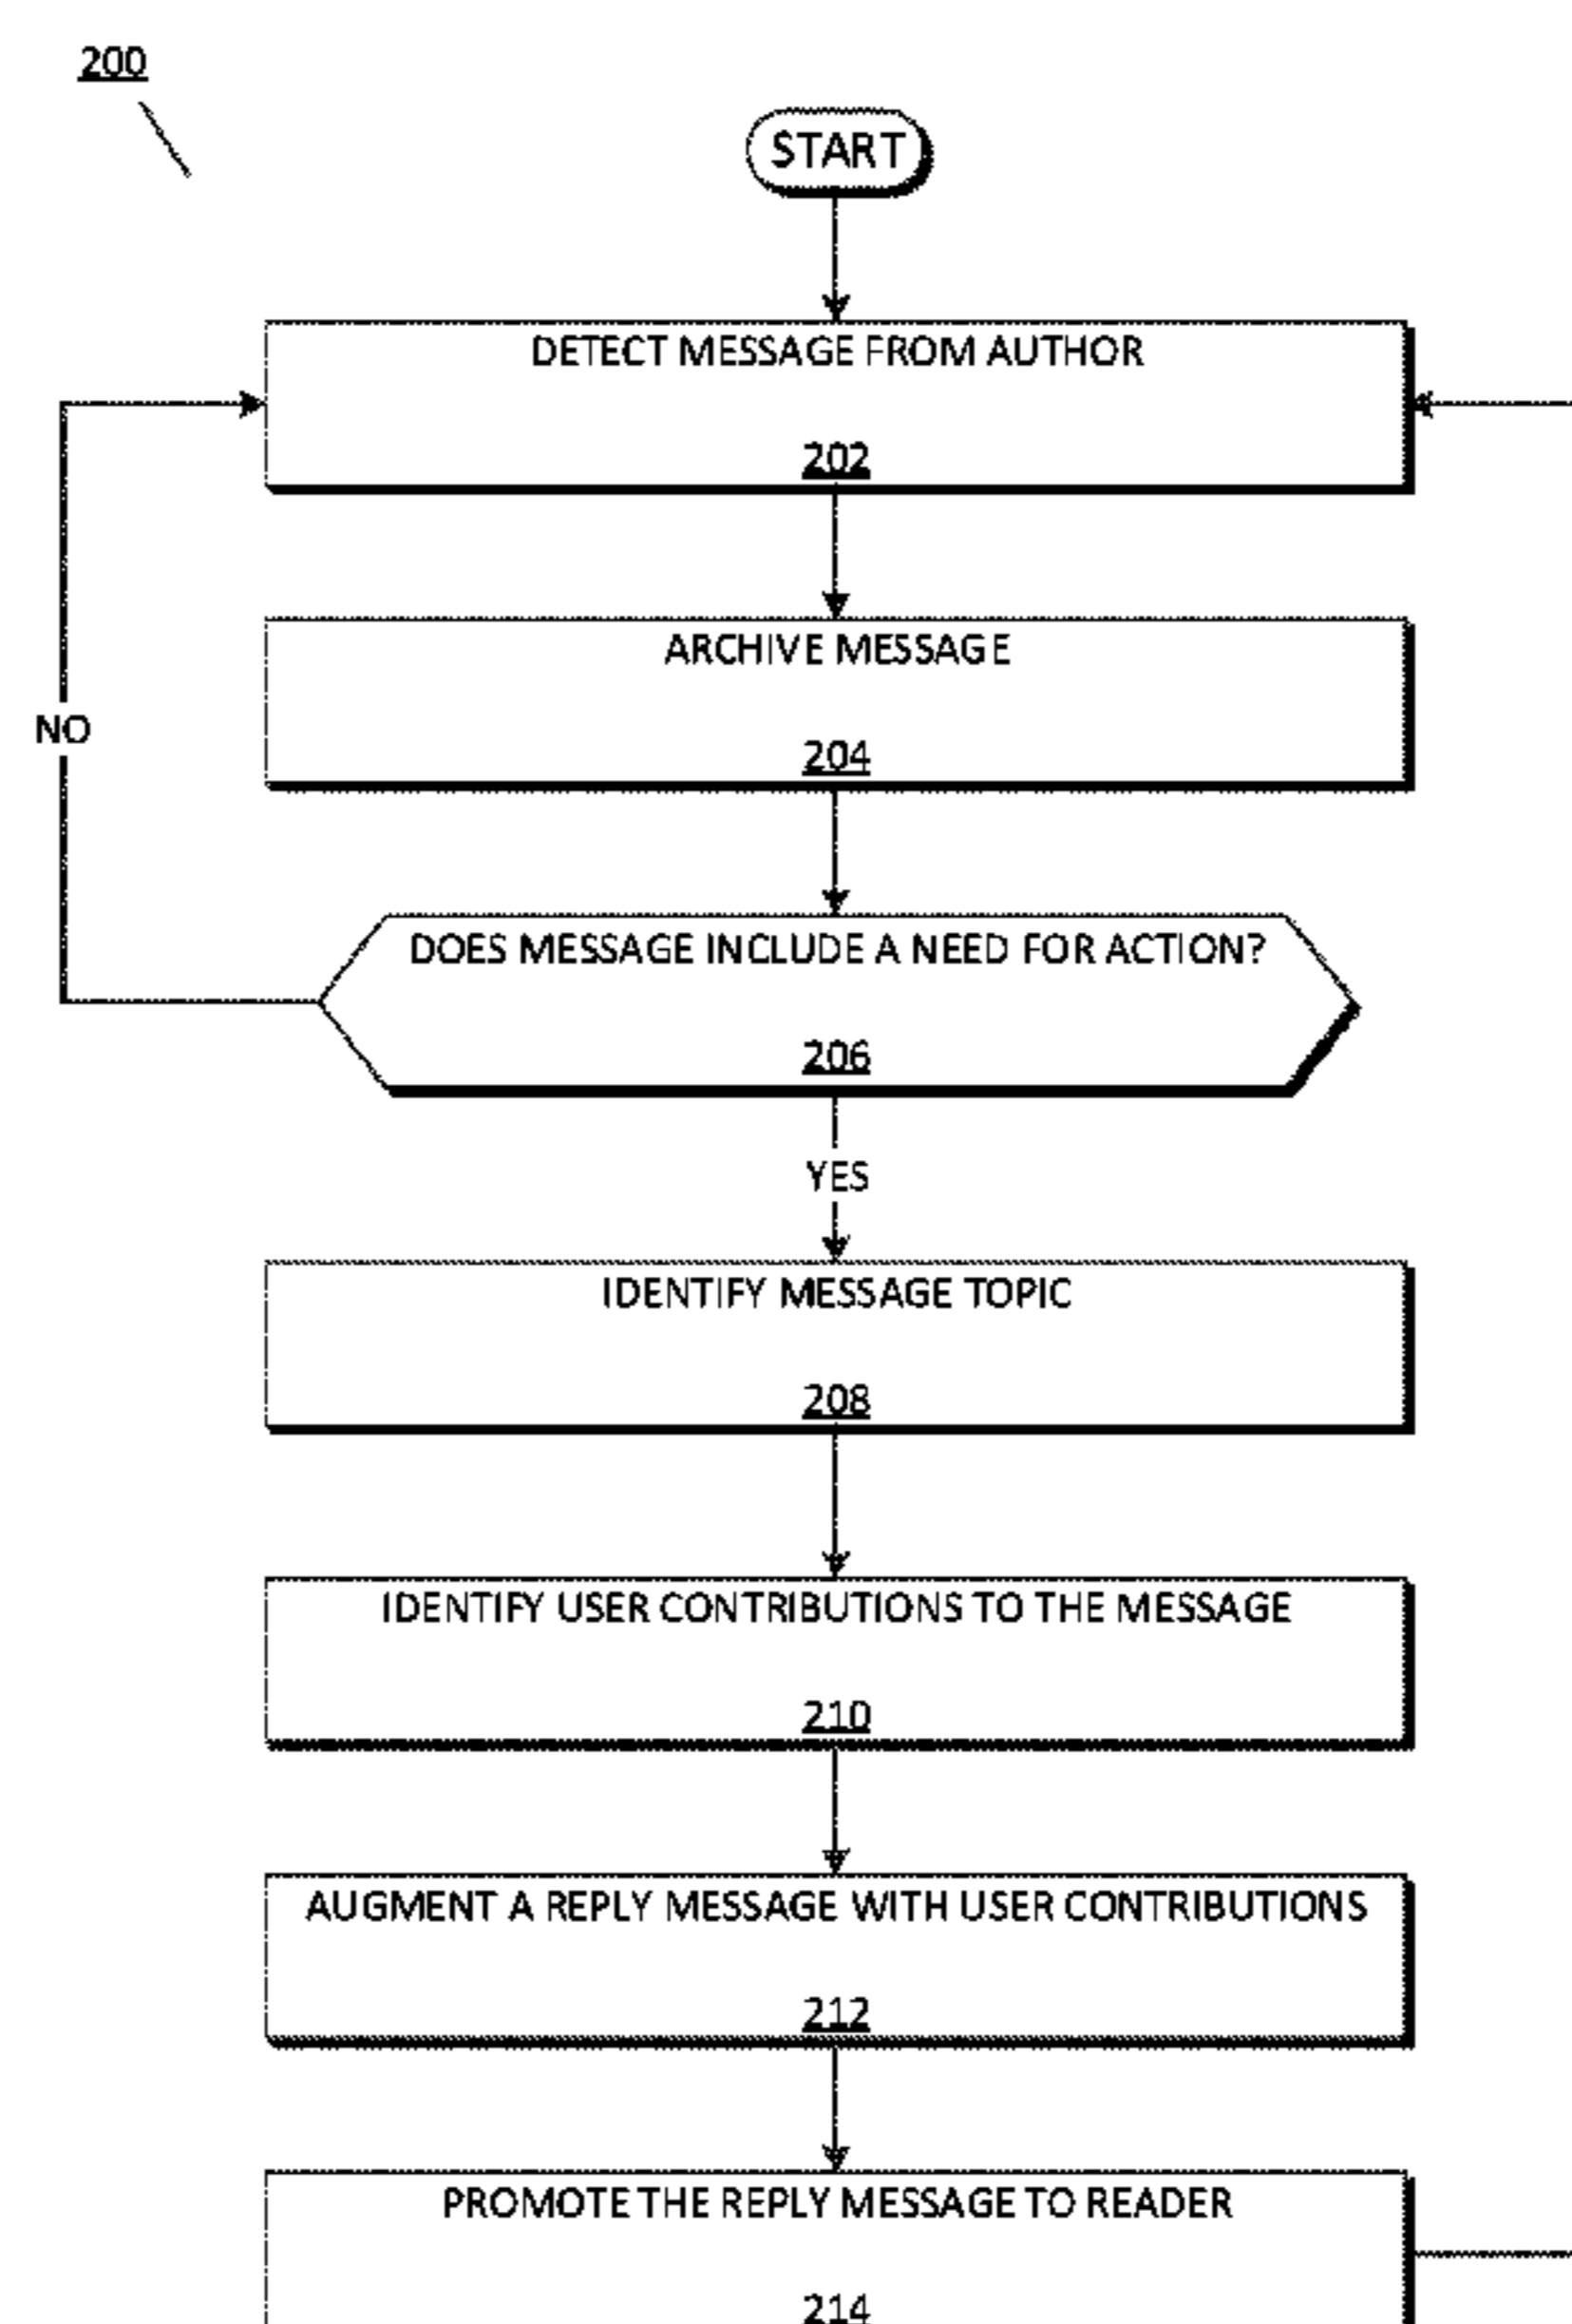 200
START
DETECT MESSAGE FROM AUTHOR
202
ARCHIVE MESSAGE
204
NO
DOES MESSAGE INCLUDE A NEED FOR ACTION?
206
YES
IDENTIFY MESSAGE TOPIC
208
IDENTIFY USER CONTRIBUTIONS TO THE MESSAGE
210
AUGMENT A REPLY MESSAGE WITH USER CONTRIBUTIONS
212
PROMOTE THE REPLY MESSAGE TO READER
214